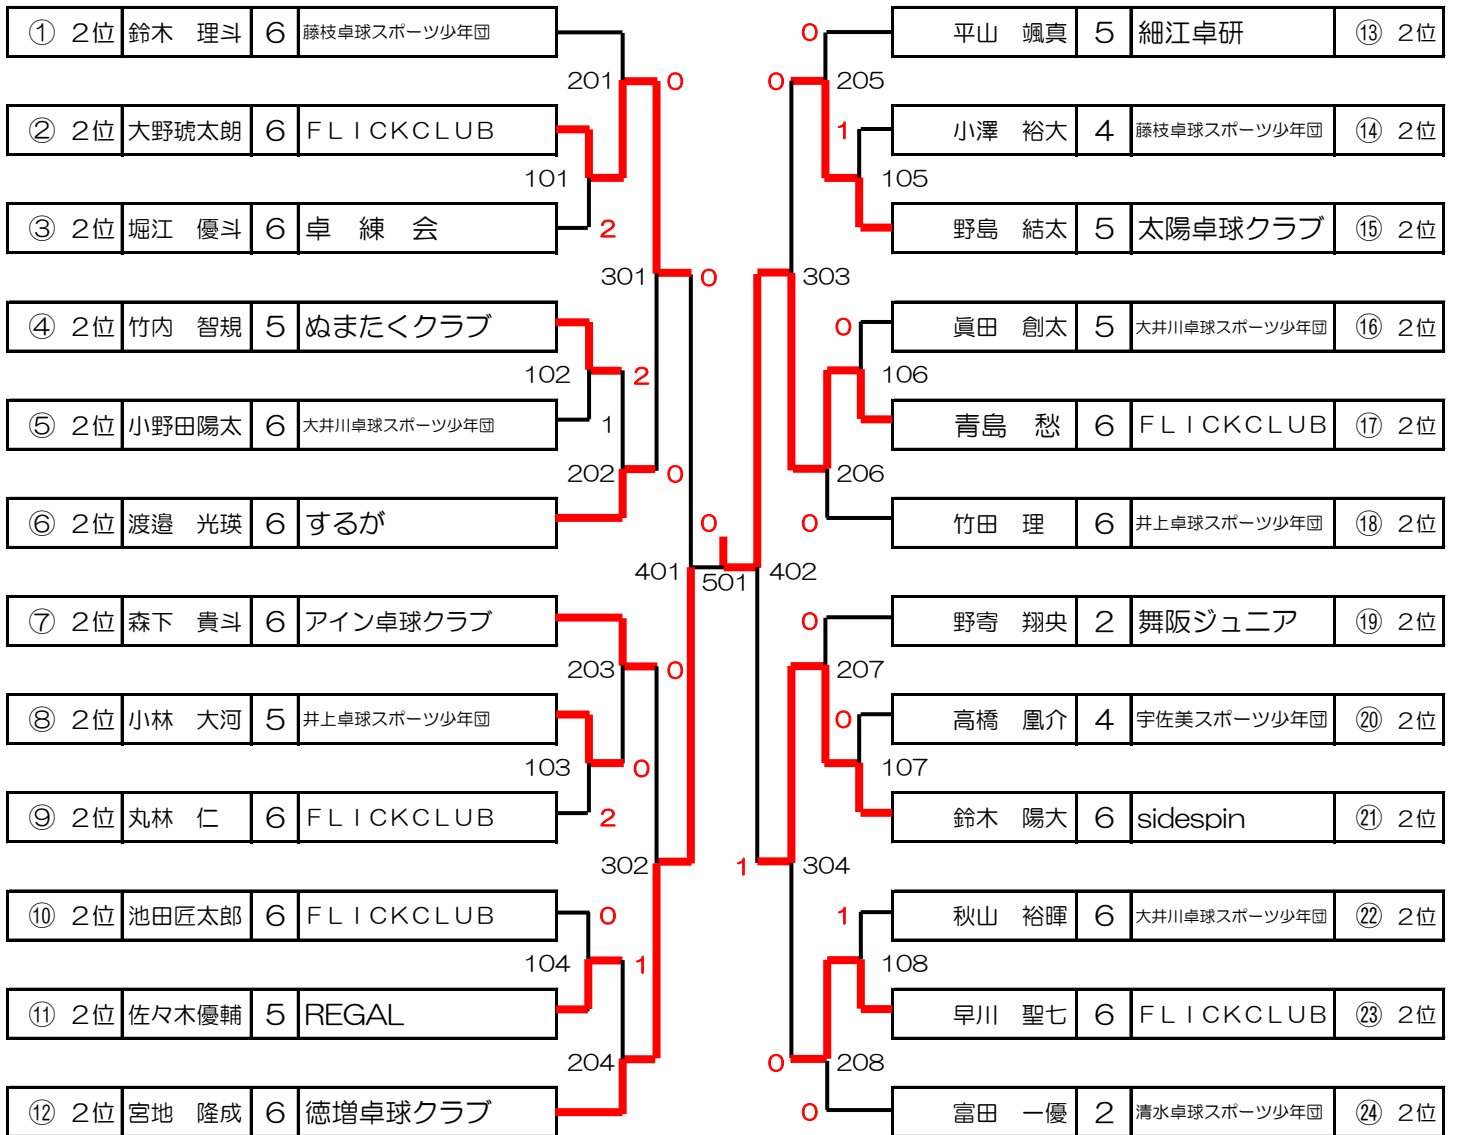 ① 2位 鈴木 理斗 6 藤枝卓球スポーツ少年団
201
0
② 2位 大野琥太朗 6 FLICKCLUB
101
③ 2位 堀江 優斗 6 卓 練 会
2
301
0
④ 2位 竹内 智規 5 ぬまたくクラブ
102
2
⑤ 2位 小野田陽太 6 大井川卓球スポーツ少年団
1
202
0
⑥ 2位 渡邉 光瑛 6 するが
401
501
0
402
⑦ 2位 森下 貴斗 6 アイン卓球クラブ
203
0
⑧ 2位 小林 大河 5 井上卓球スポーツ少年団
103
0
⑨ 2位 丸林 仁 6 FLICKCLUB
2
302
⑩ 2位 池田匠太郎 6 FLICKCLUB
0
104
1
⑪ 2位 佐々木優輔 5 REGAL
204
⑫ 2位 宮地 隆成 6 徳増卓球クラブ
0
平山 颯真 5 細江卓研 ⑬ 2位
0
205
1
小澤 裕大 4 藤枝卓球スポーツ少年団 ⑭ 2位
105
野島 結太 5 太陽卓球クラブ ⑮ 2位
303
0
眞田 創太 5 大井川卓球スポーツ少年団 ⑯ 2位
106
青島 愁 6 FLICKCLUB ⑰ 2位
206
0
竹田 理 6 井上卓球スポーツ少年団 ⑱ 2位
0
野寄 翔央 2 舞阪ジュニア ⑲ 2位
207
0
高橋 凰介 4 宇佐美スポーツ少年団 ⑳ 2位
107
鈴木 陽大 6 sidespin ㉑ 2位
1
304
1
秋山 裕暉 6 大井川卓球スポーツ少年団 ㉒ 2位
108
早川 聖七 6 FLICKCLUB ㉓ 2位
0
208
0
富田 一優 2 清水卓球スポーツ少年団 ㉔ 2位